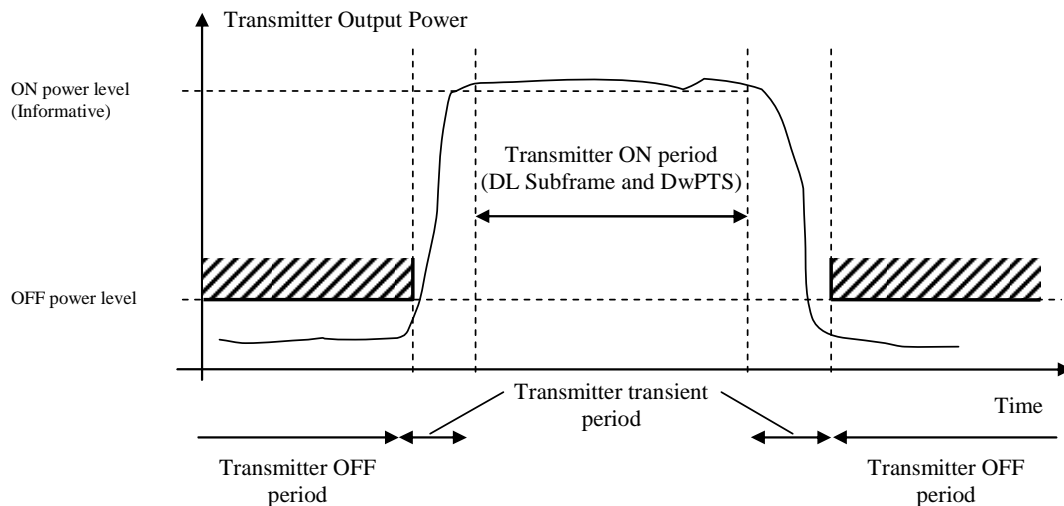 Transmitter Output Power
ON power level
(Informative)
Transmitter ON period
(DL Subframe and DwPTS)
OFF power level
Transmitter transient
period
Time
Transmitter OFF
period
Transmitter OFF
period